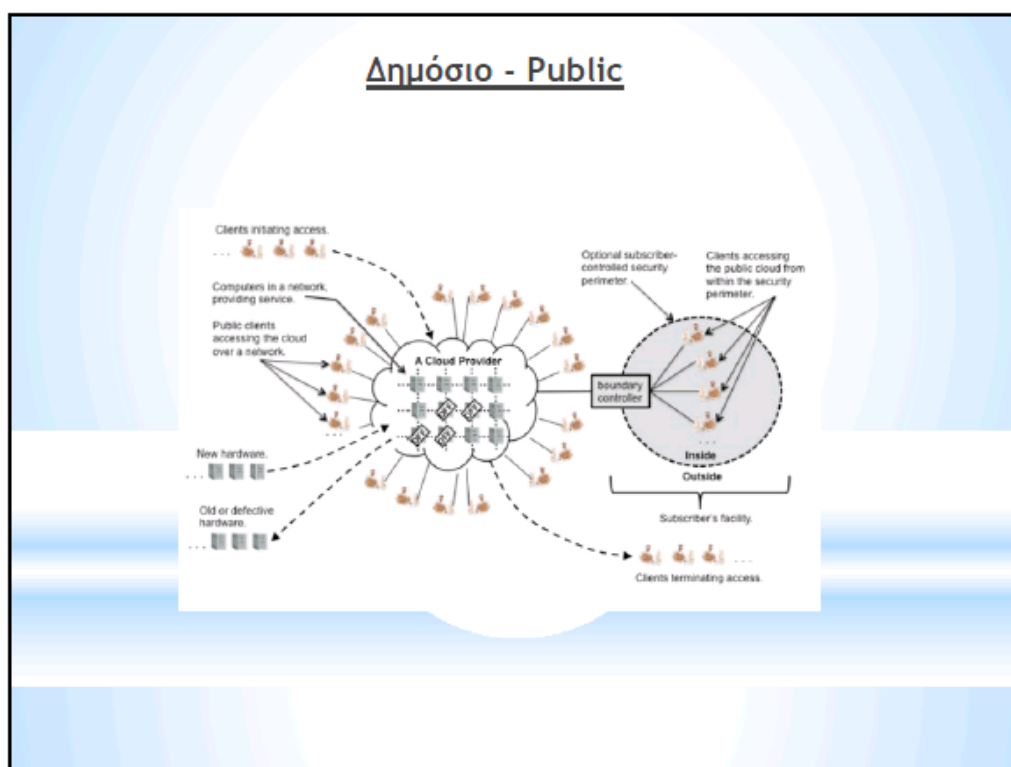 Δημόσιο - Public
Clients initiating access.
. . .
Computers in a network,
providing service.
Public clients
accessing the cloud
over a network.
. . .
New hardware.
. . .
Old or defective
hardware.
. . .
A Cloud Provider
Optional subscriber-
controlled security
perimeter.
Clients accessing
the public cloud from
within the security
perimeter.
boundary
controller
. . .
Inside
Outside
Subscriber's facility.
. . .
Clients terminating access.